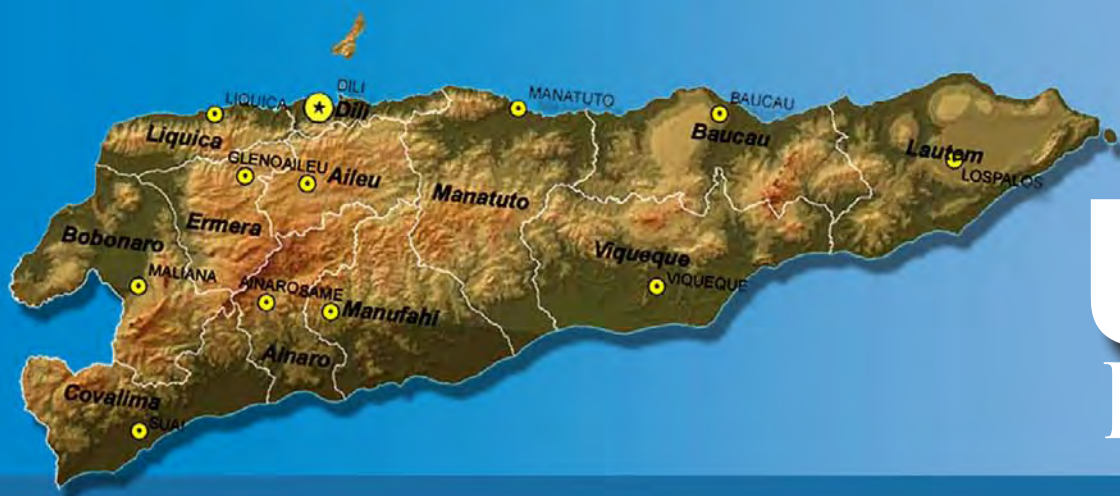 DILI
LIQUICA
Dili
MANATUTO
BAUCAU
Liquica
Baucau
GLENO
AILEU
Aileu
Lautem
LOSPALOS
Manatuto
Ermera
Bobonaro
Viqueque
MALIANA
VIQUEQUE
AINARO
SAME
Manufahi
Ainaro
Covalima
SUAI